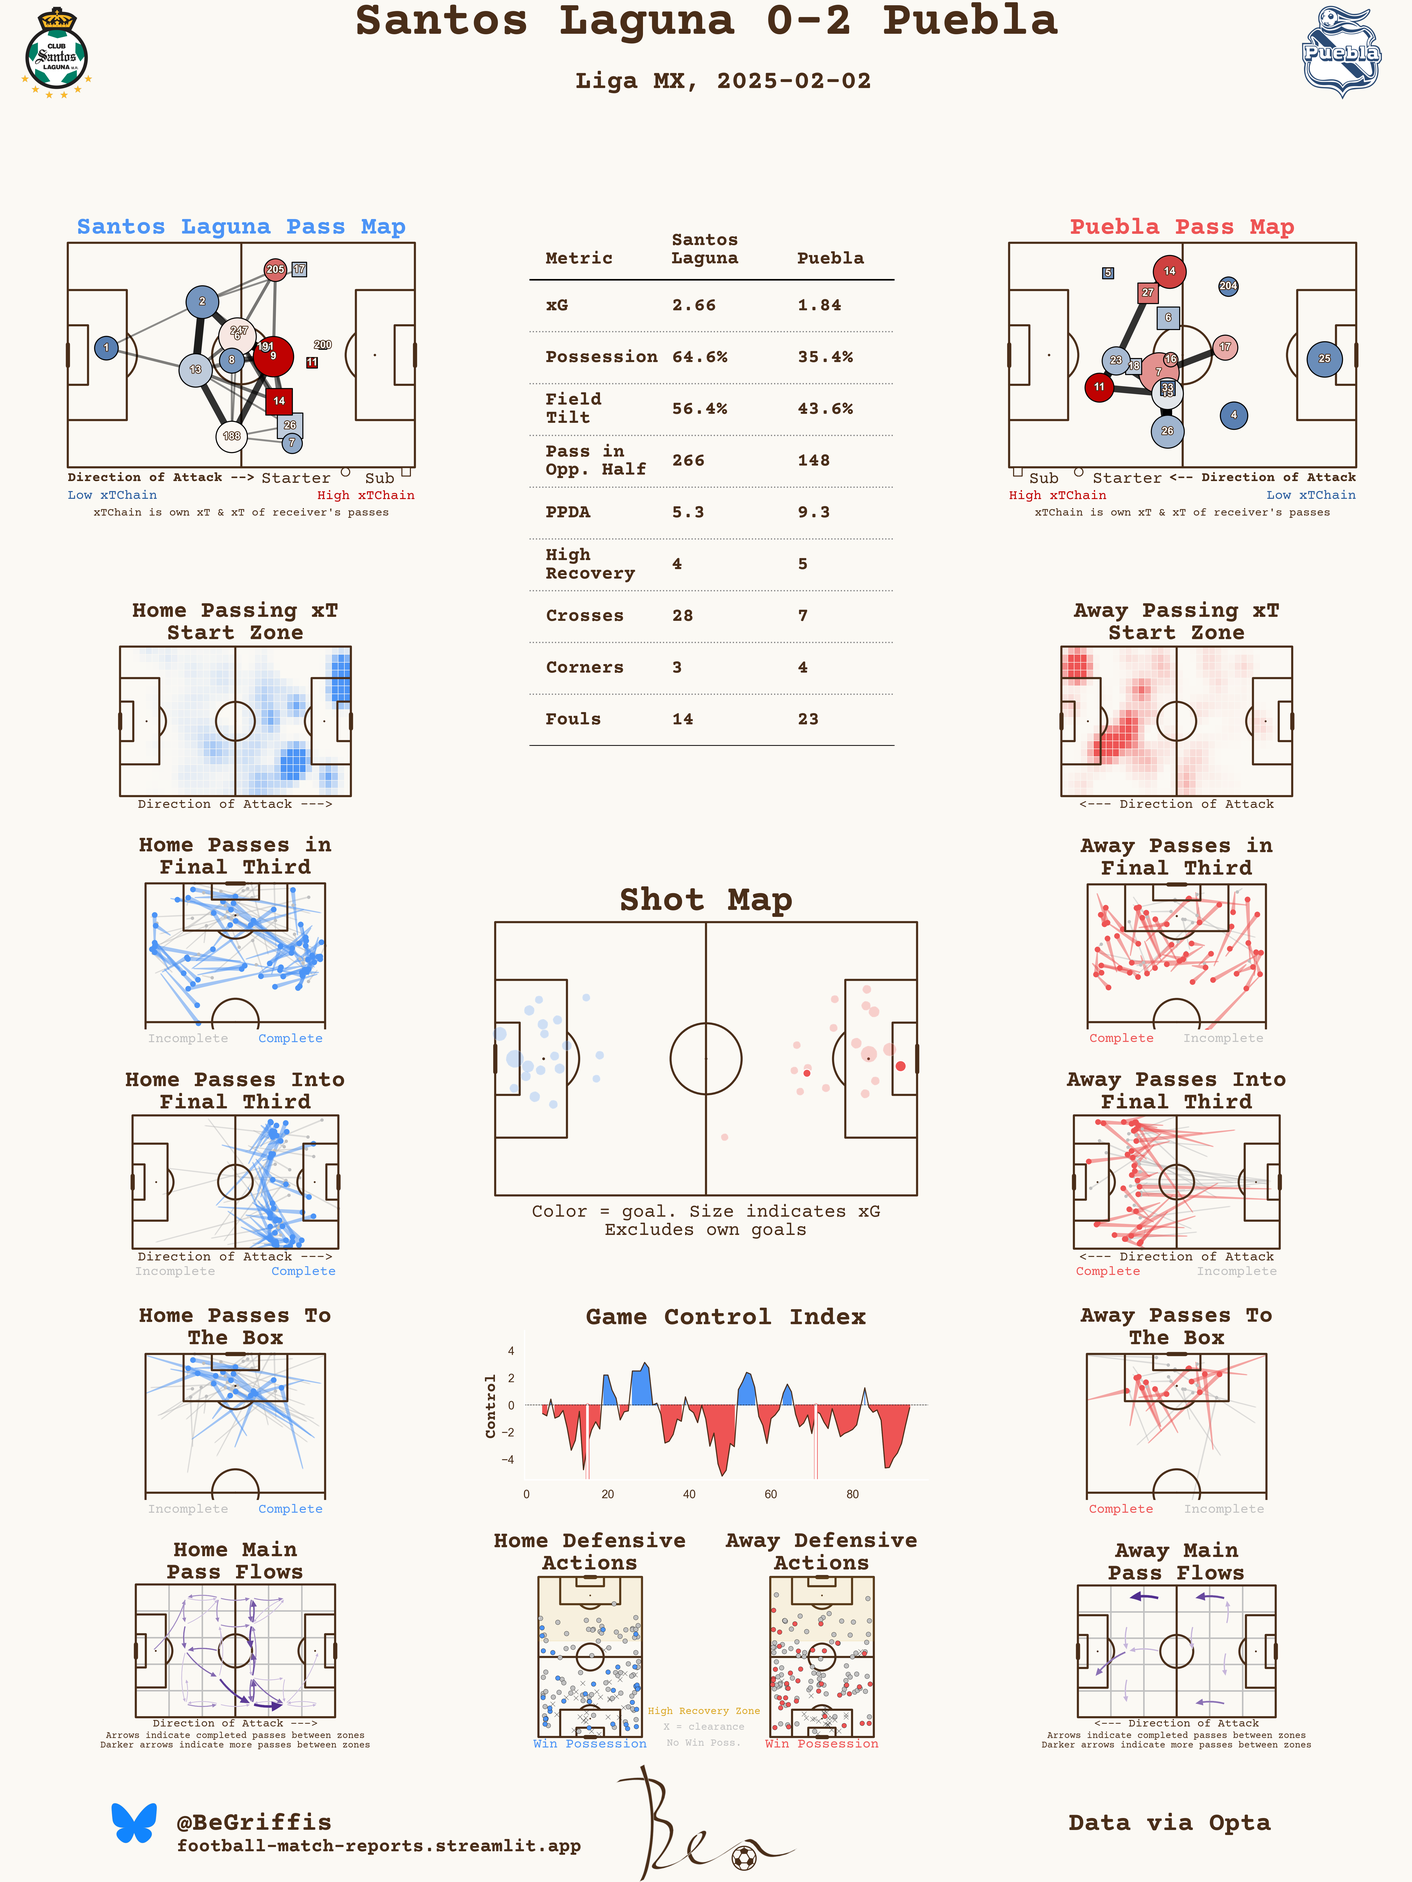 Santos Laguna 0-2 Puebla
Liga MX, 2025-02-02
CLUB
Santos
LAGUNA
Puebla
Santos Laguna Pass Map
205
17
2
247
6
191
9
200
11
1
8
13
14
26
188
7
Direction of Attack --> Starter Sub
Low xTChain High xTChain
xTChain is own xT & xT of receiver's passes
Metric Santos Laguna Puebla
xG 2.66 1.84
Possession 64.6% 35.4%
Field Tilt 56.4% 43.6%
Pass in Opp. Half 266 148
PPDA 5.3 9.3
High Recovery 4 5
Crosses 28 7
Corners 3 4
Fouls 14 23
Puebla Pass Map
5
14
27
204
6
17
23
18
16
7
25
11
33
15
4
26
Sub Starter <-- Direction of Attack
High xTChain Low xTChain
xTChain is own xT & xT of receiver's passes
Home Passing xT
Start Zone
Direction of Attack --->
Away Passing xT
Start Zone
<--- Direction of Attack
Home Passes in
Final Third
Incomplete Complete
Away Passes in
Final Third
Complete Incomplete
Shot Map
Color = goal. Size indicates xG
Excludes own goals
Home Passes Into
Final Third
Direction of Attack --->
Incomplete Complete
Away Passes Into
Final Third
<--- Direction of Attack
Complete Incomplete
Home Passes To
The Box
Incomplete Complete
Game Control Index
Control
4
2
0
−2
−4
0 20 40 60 80
Away Passes To
The Box
Complete Incomplete
Home Main
Pass Flows
Direction of Attack --->
Arrows indicate completed passes between zones
Darker arrows indicate more passes between zones
Home Defensive
Actions
Win Possession
High Recovery Zone
X = clearance
No Win Poss.
Away Defensive
Actions
Win Possession
Away Main
Pass Flows
<--- Direction of Attack
Arrows indicate completed passes between zones
Darker arrows indicate more passes between zones
@BeGriffis
football-match-reports.streamlit.app
Ben
Data via Opta